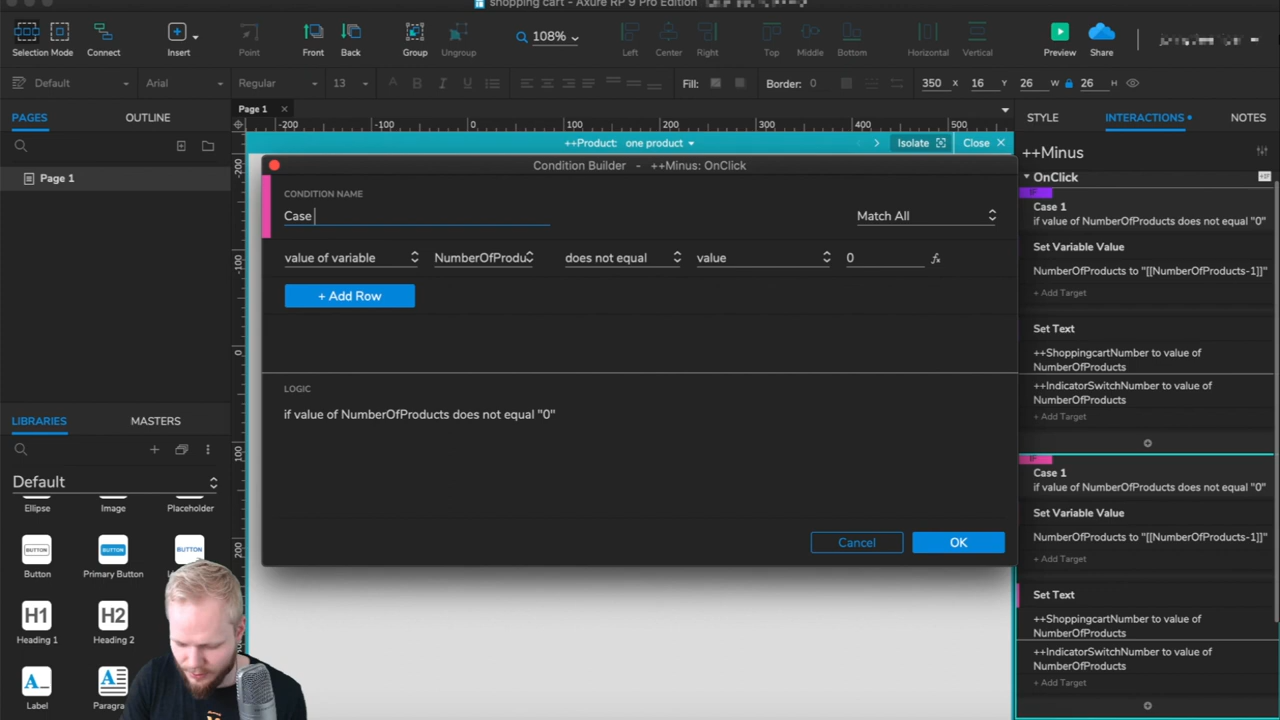 shopping cart - Axure RP 9 Pro Edition
Selection Mode
Connect
Insert
Point
Front
Back
Group
Ungroup
108%
Left
Center
Right
Top
Middle
Bottom
Horizontal
Vertical
Preview
Share
Default
Arial
Regular
13
Fill:
Border: 0
350 X
16 Y
26 W
26 H
PAGES
OUTLINE
Page 1
Page 1
-200
-100
0
100
200
300
400
500
++Product: one product
Isolate
Close
-200
-100
0
100
200
Condition Builder - ++Minus: OnClick
CONDITION NAME
Case
Match All
value of variable
NumberOfProdu
does not equal
value
0
fx
+ Add Row
LOGIC
if value of NumberOfProducts does not equal "0"
Cancel
OK
LIBRARIES
MASTERS
Default
Ellipse
Image
Placeholder
BUTTON
BUTTON
BUTTON
Button
Primary Button
H1
H2
Heading 1
Heading 2
A
A
Label
Paragra
STYLE
INTERACTIONS
NOTES
++Minus
OnClick
IF
Case 1
if value of NumberOfProducts does not equal "0"
Set Variable Value
NumberOfProducts to "[[NumberOfProducts-1]]"
+ Add Target
Set Text
++ShoppingcartNumber to value of
NumberOfProducts
++IndicatorSwitchNumber to value of
NumberOfProducts
+ Add Target
IF
Case 1
if value of NumberOfProducts does not equal "0"
Set Variable Value
NumberOfProducts to "[[NumberOfProducts-1]]"
+ Add Target
Set Text
++ShoppingcartNumber to value of
NumberOfProducts
++IndicatorSwitchNumber to value of
NumberOfProducts
+ Add Target